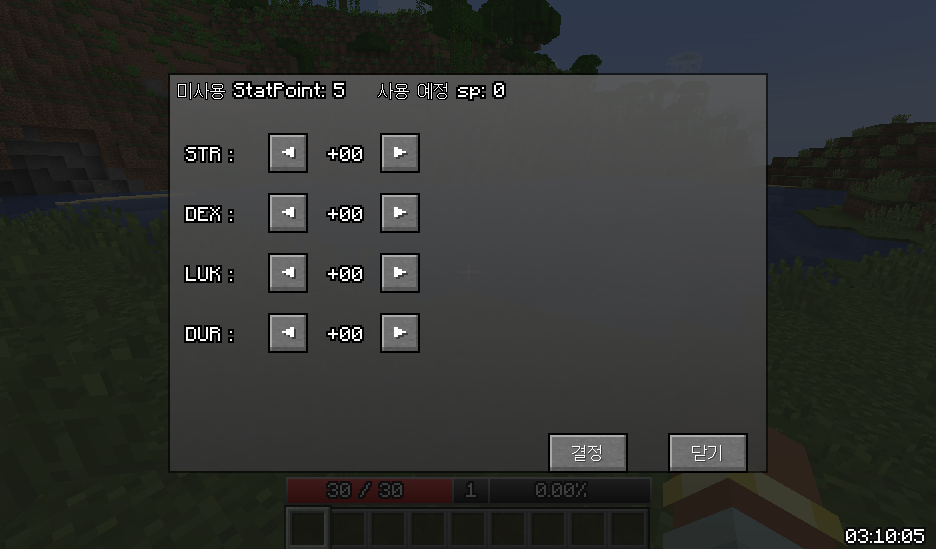 미사용 StatPoint: 5 사용 예정 sp: 0
STR : ◄ +00 ►
DEX : ◄ +00 ►
LUK : ◄ +00 ►
DUR : ◄ +00 ►
결정 닫기
30 / 30 1 0.00%
03:10:05